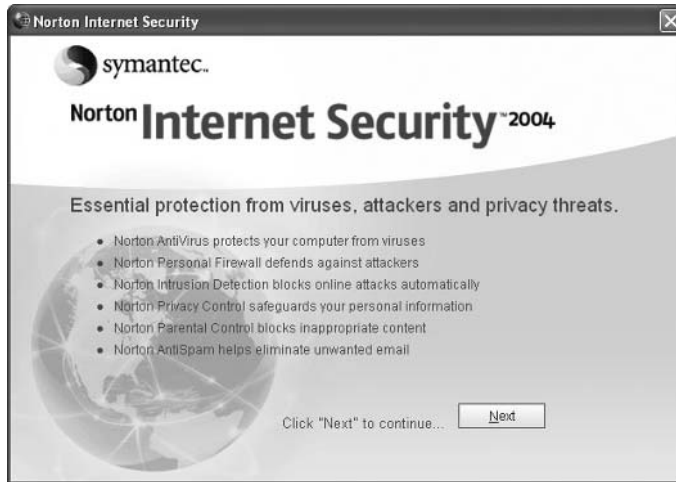 Norton Internet Security
symantec™
Norton Internet Security™ 2004
Essential protection from viruses, attackers and privacy threats.
• Norton AntiVirus protects your computer from viruses
• Norton Personal Firewall defends against attackers
• Norton Intrusion Detection blocks online attacks automatically
• Norton Privacy Control safeguards your personal information
• Norton Parental Control blocks inappropriate content
• Norton AntiSpam helps eliminate unwanted email
Click "Next" to continue... Next